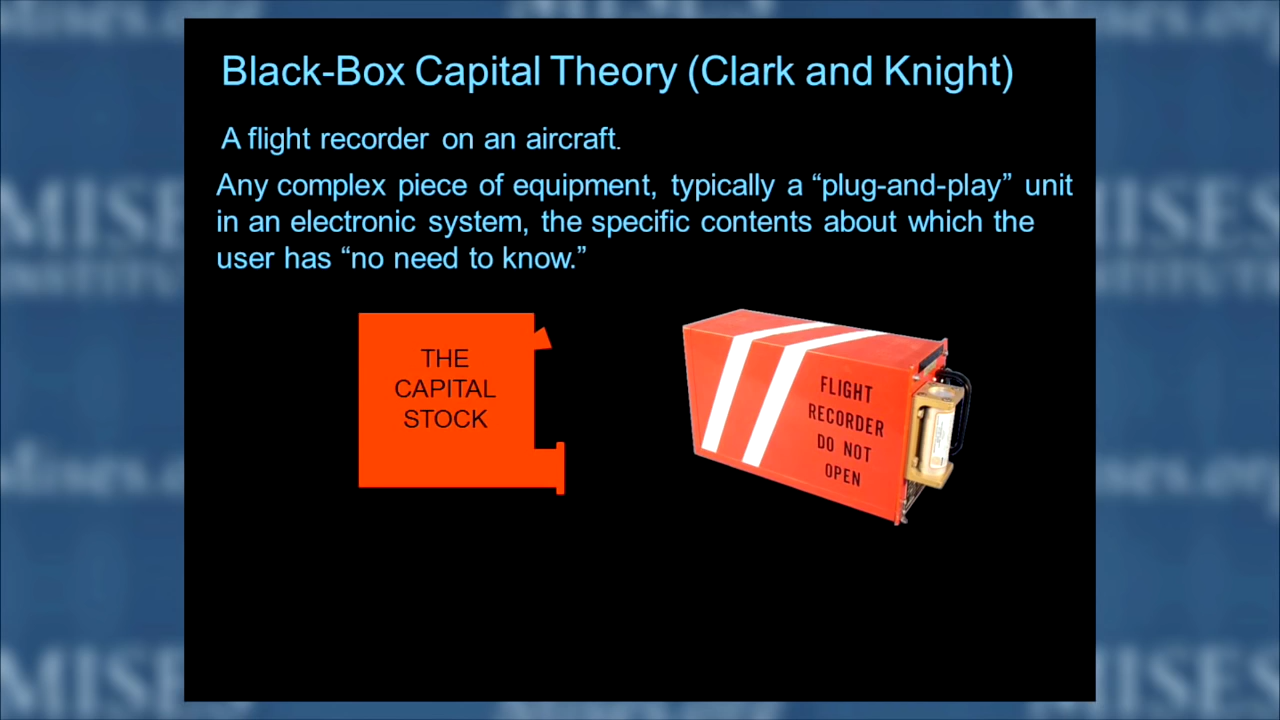 Black-Box Capital Theory (Clark and Knight)
A flight recorder on an aircraft.
Any complex piece of equipment, typically a “plug-and-play” unit
in an electronic system, the specific contents about which the
user has “no need to know.”
THE
CAPITAL
STOCK
FLIGHT
RECORDER
DO NOT
OPEN